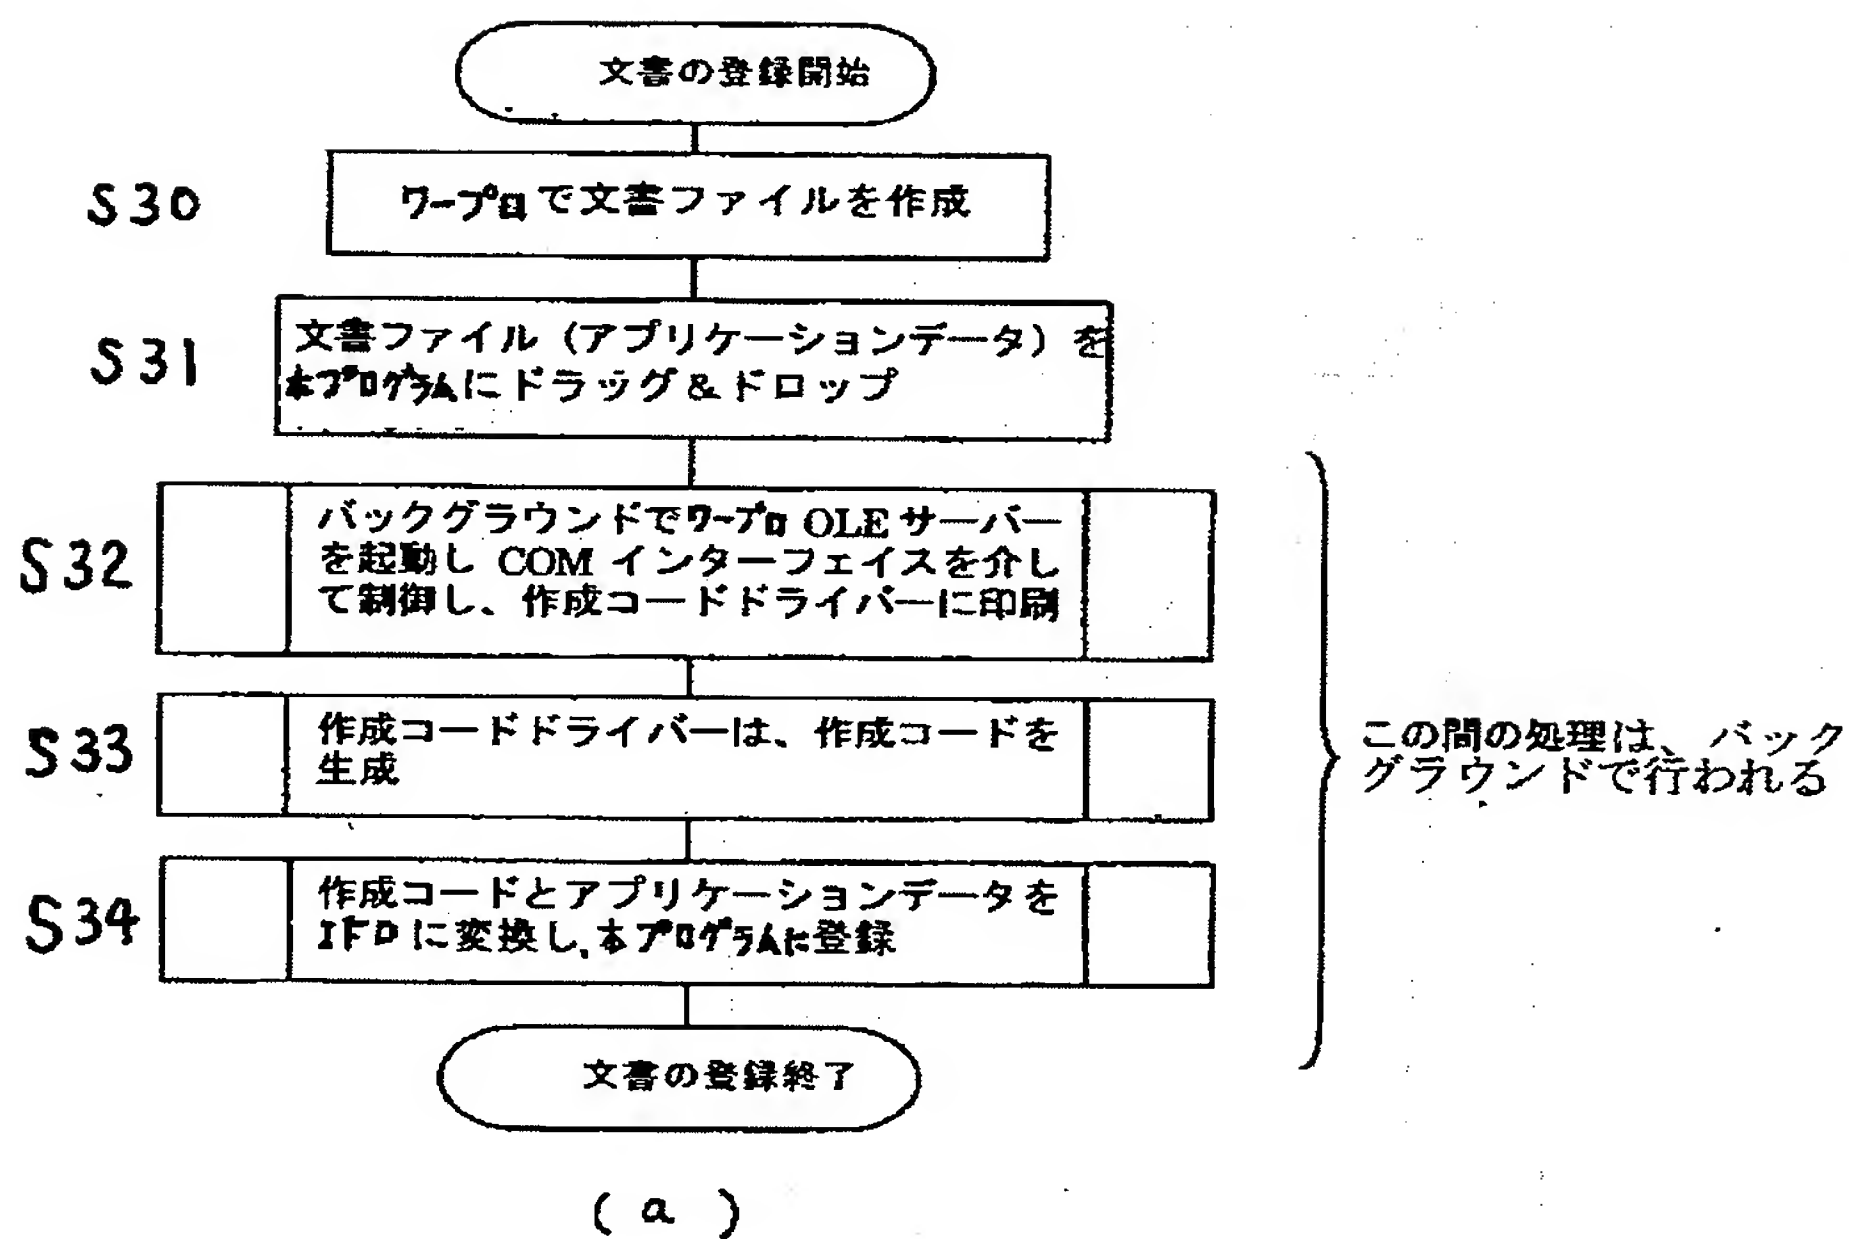 文書の登録開始
S30
ワープロで文書ファイルを作成
S31
文書ファイル（アプリケーションデータ）を
本プログラムにドラッグ&ドロップ
S32
バックグラウンドでワープロ OLE サーバー
を起動し COM インターフェイスを介し
て制御し、作成コードドライバーに印刷
S33
作成コードドライバーは、作成コードを
生成
この間の処理は、バック
グラウンドで行われる
S34
作成コードとアプリケーションデータを
IFDに変換し、本プログラムに登録
文書の登録終了
(a)